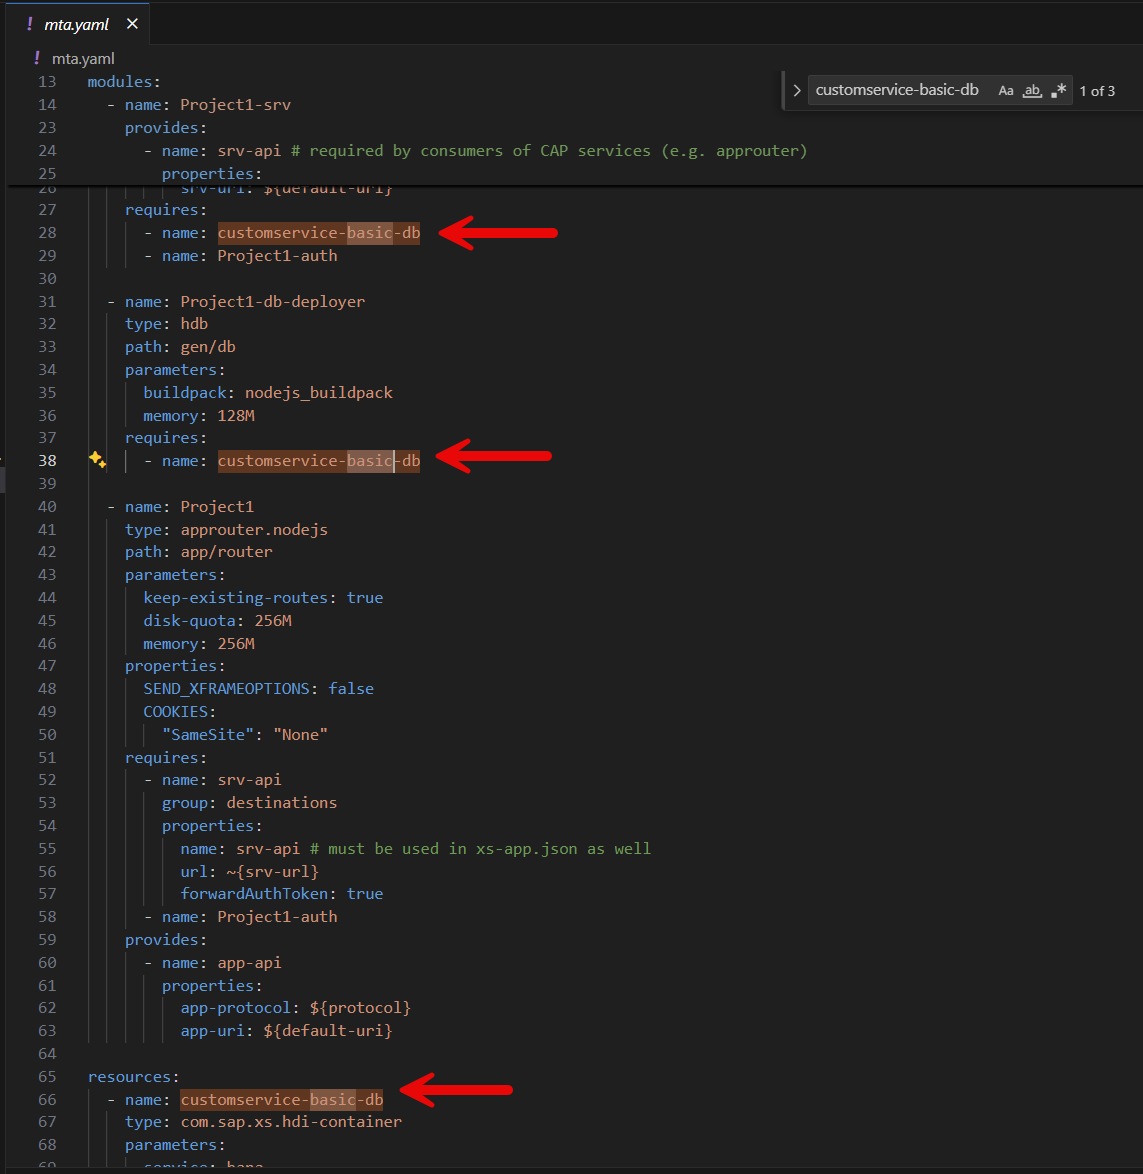 ! mta.yaml ×
! mta.yaml
customservice-basic-db Aa ab .* 1 of 3
13 modules:
14 - name: Project1-srv
23 provides:
24 - name: srv-api # required by consumers of CAP services (e.g. approuter)
25 properties:
26 srv-url: ${default-url}
27 requires:
28 - name: customservice-basic-db
29 - name: Project1-auth
30
31 - name: Project1-db-deployer
32 type: hdb
33 path: gen/db
34 parameters:
35 buildpack: nodejs_buildpack
36 memory: 128M
37 requires:
38 - name: customservice-basic-db
39
40 - name: Project1
41 type: approuter.nodejs
42 path: app/router
43 parameters:
44 keep-existing-routes: true
45 disk-quota: 256M
46 memory: 256M
47 properties:
48 SEND_XFRAMEOPTIONS: false
49 COOKIES:
50 "SameSite": "None"
51 requires:
52 - name: srv-api
53 group: destinations
54 properties:
55 name: srv-api # must be used in xs-app.json as well
56 url: ~{srv-url}
57 forwardAuthToken: true
58 - name: Project1-auth
59 provides:
60 - name: app-api
61 properties:
62 app-protocol: ${protocol}
63 app-uri: ${default-uri}
64
65 resources:
66 - name: customservice-basic-db
67 type: com.sap.xs.hdi-container
68 parameters:
69 service: hana